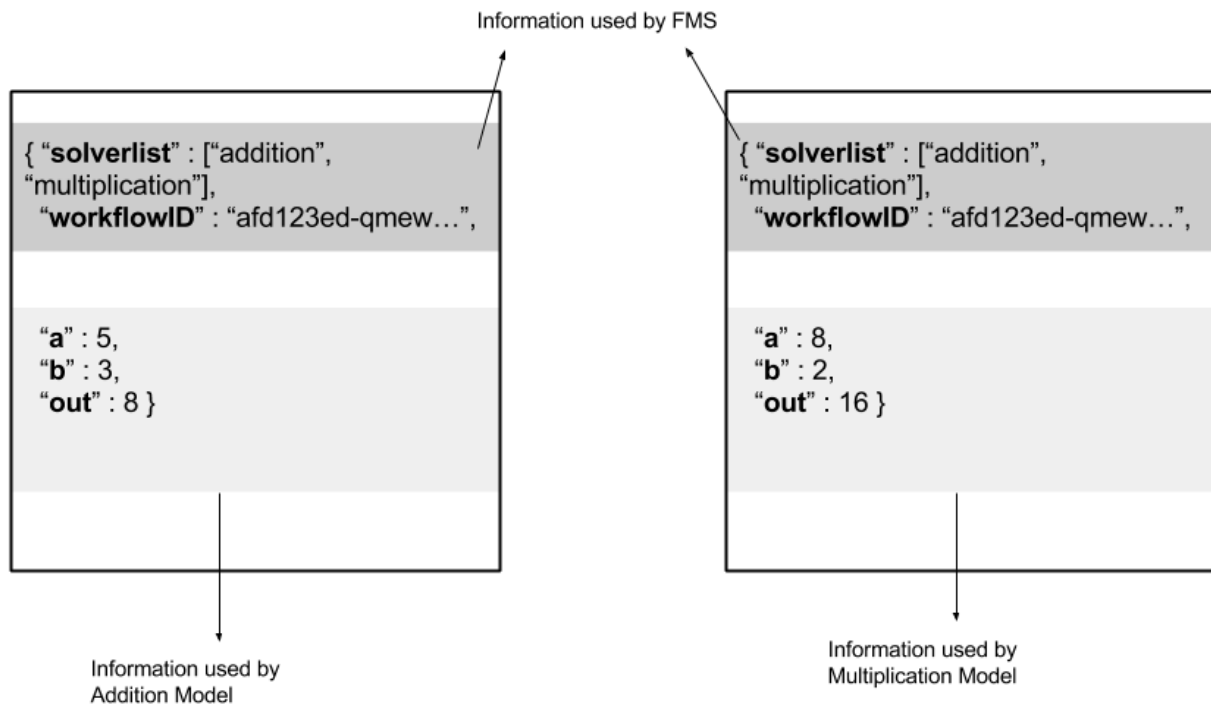 Information used by FMS
{ “solverlist” : [“addition”,
“multiplication”],
“workflowID” : “afd123ed-qmew…”,
“a” : 5,
“b” : 3,
“out” : 8 }
Information used by
Addition Model
{ “solverlist” : [“addition”,
“multiplication”],
“workflowID” : “afd123ed-qmew…”,
“a” : 8,
“b” : 2,
“out” : 16 }
Information used by
Multiplication Model